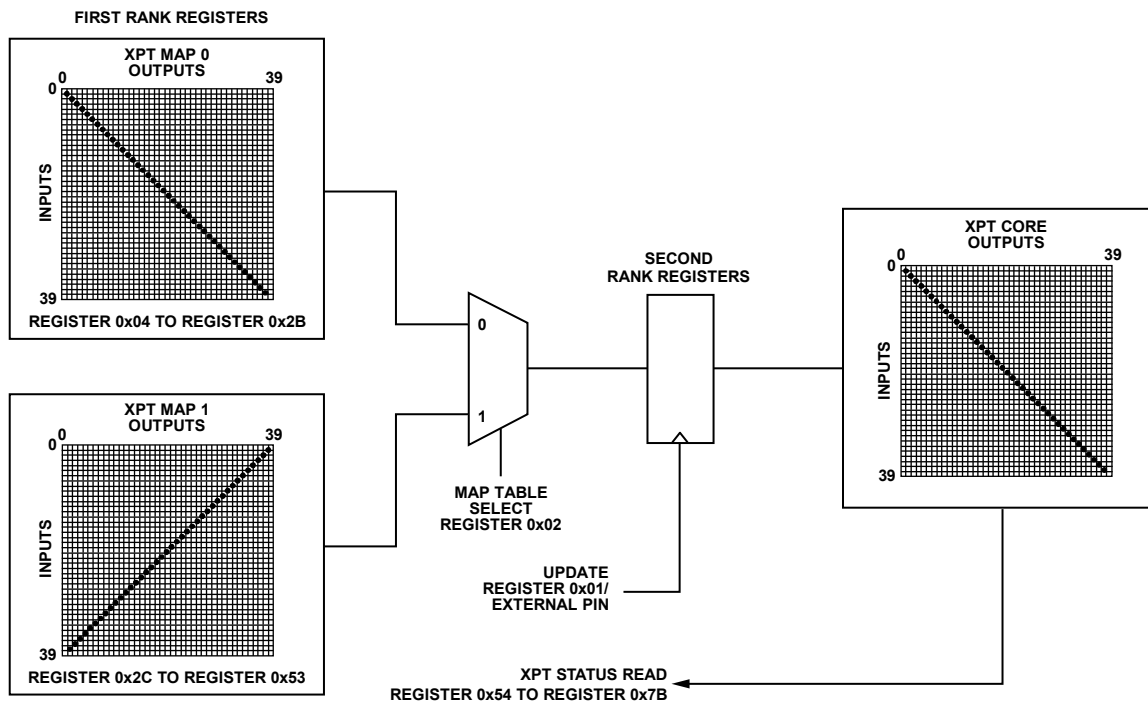 FIRST RANK REGISTERS
XPT MAP 0
OUTPUTS
0 39
0
INPUTS
39
REGISTER 0x04 TO REGISTER 0x2B
XPT MAP 1
OUTPUTS
0 39
0
INPUTS
39
REGISTER 0x2C TO REGISTER 0x53
0
1
MAP TABLE
SELECT
REGISTER 0x02
SECOND
RANK REGISTERS
UPDATE
REGISTER 0x01/
EXTERNAL PIN
XPT CORE
OUTPUTS
0 39
0
INPUTS
39
XPT STATUS READ
REGISTER 0x54 TO REGISTER 0x7B